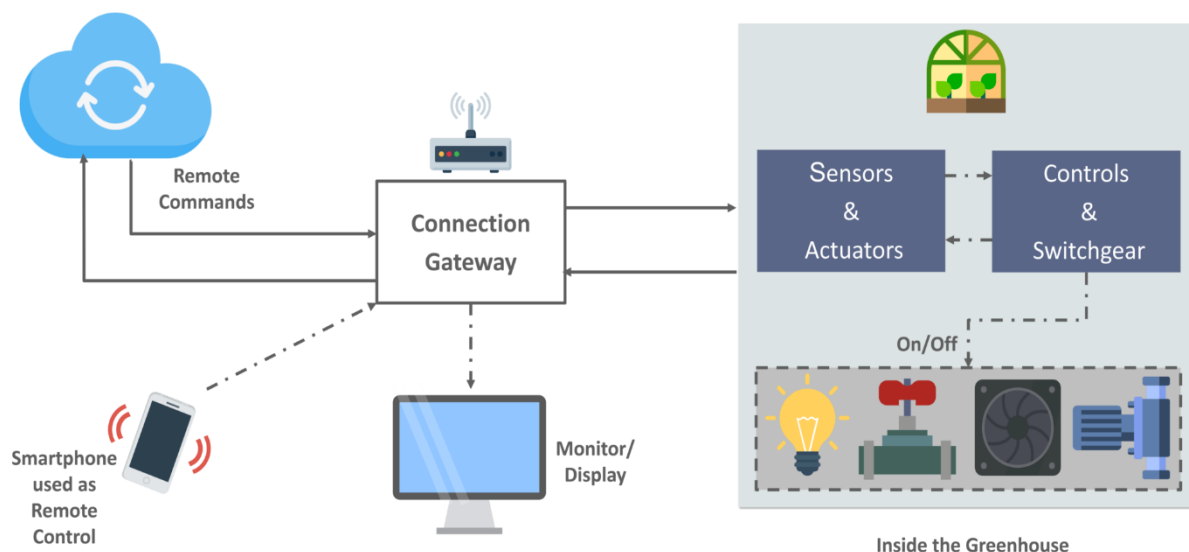 Remote
Commands
Connection
Gateway
Sensors
&
Actuators
Controls
&
Switchgear
On/Off
Smartphone
used as
Remote
Control
Monitor/
Display
Inside the Greenhouse